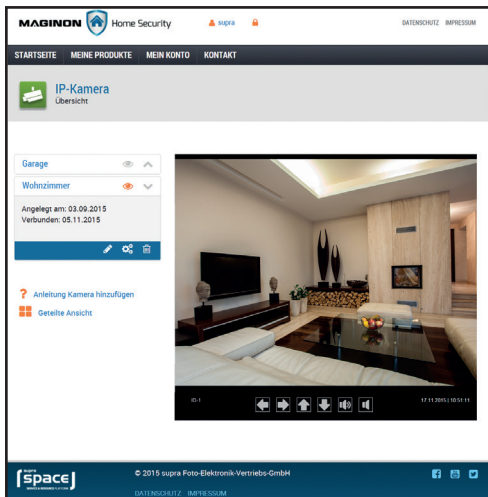 MAGINON Home Security
supra
DATENSCHUTZ IMPRESSUM
STARTSEITE MEINE PRODUKTE MEIN KONTO KONTAKT
IP-Kamera
Übersicht
Garage
Wohnzimmer
Angelegt am: 03.09.2015
Verbunden: 05.11.2015
? Anleitung Kamera hinzufügen
Geteilte Ansicht
ID-1
17.11.2015 | 10:51:11
supra
space
© 2015 supra Foto-Elektronik-Vertriebs-GmbH
DATENSCHUTZ IMPRESSUM